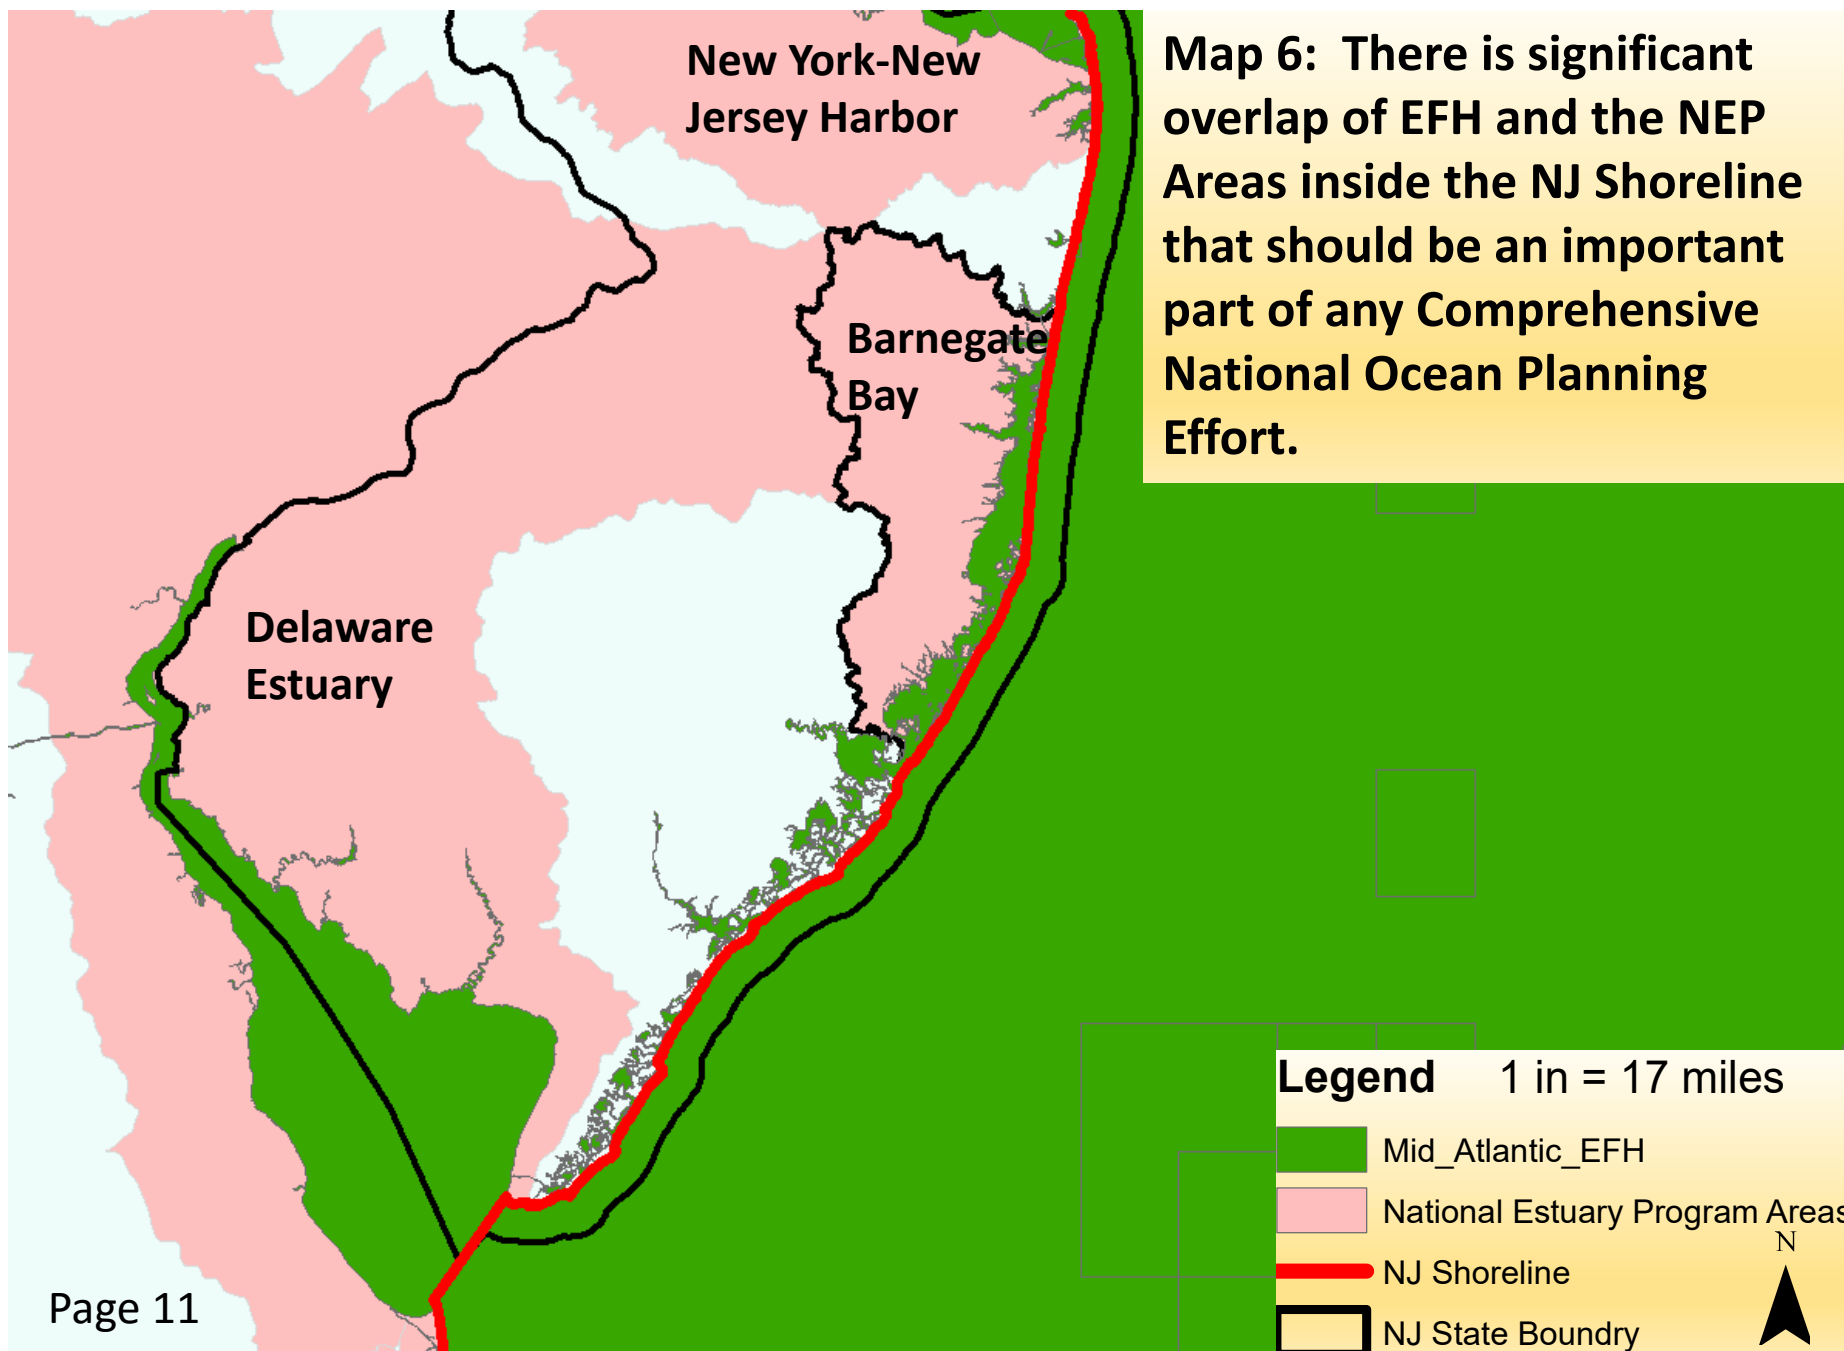 New York-New
Jersey Harbor
Map 6:  There is significant
overlap of EFH and the NEP
Areas inside the NJ Shoreline
that should be an important
part of any Comprehensive
National Ocean Planning
Effort.
Barnegate
Bay
Delaware
Estuary
Legend 1 in = 17 miles
Mid_Atlantic_EFH
National Estuary Program Areas
N
NJ Shoreline
NJ State Boundry
Page 11